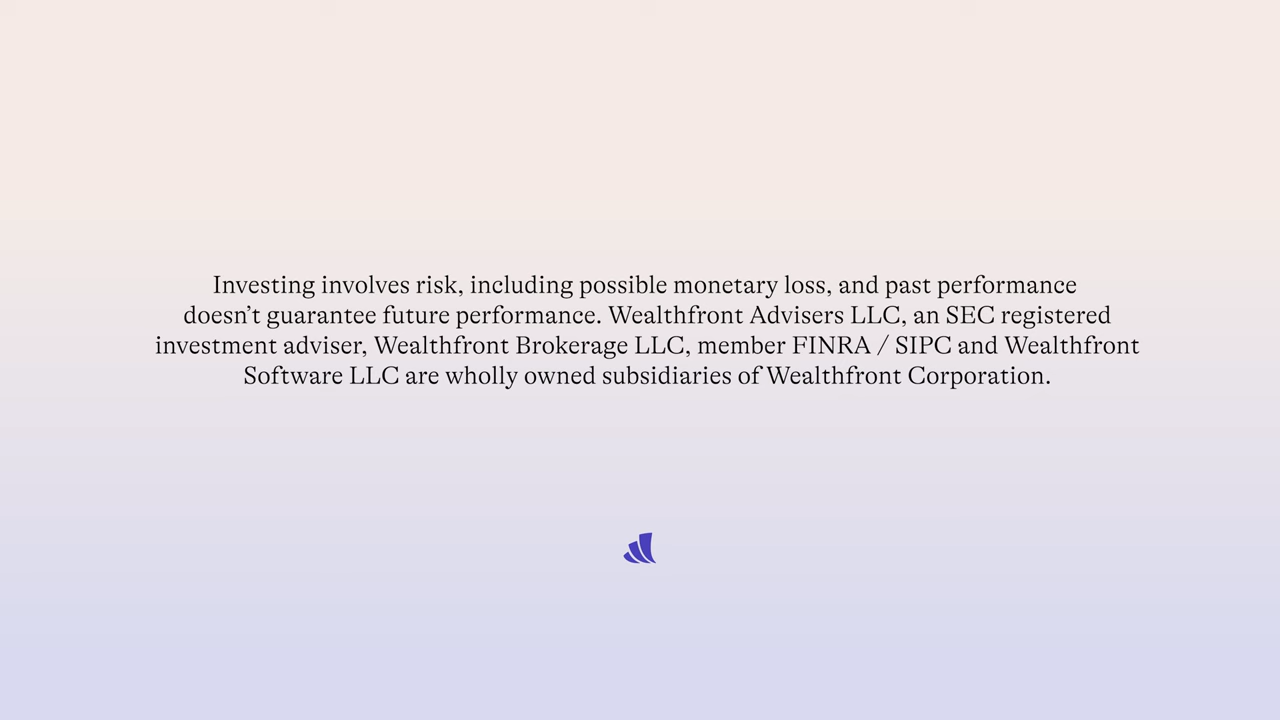 Investing involves risk, including possible monetary loss, and past performance
doesn’t guarantee future performance. Wealthfront Advisers LLC, an SEC registered
investment adviser, Wealthfront Brokerage LLC, member FINRA / SIPC and Wealthfront
Software LLC are wholly owned subsidiaries of Wealthfront Corporation.